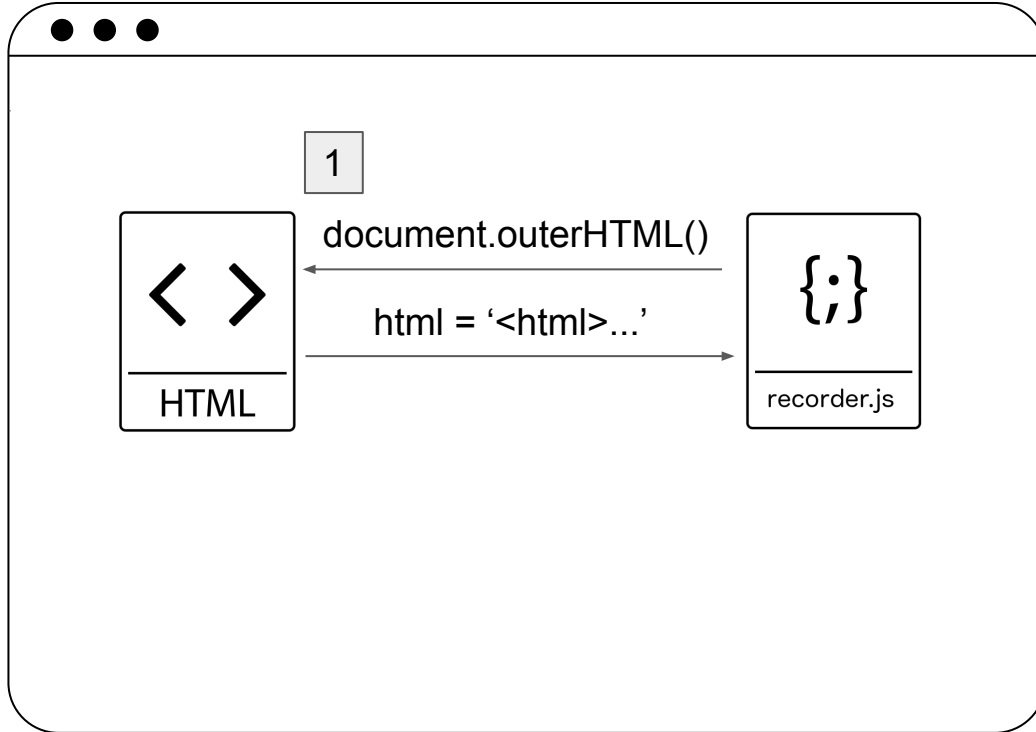 1
document.outerHTML()
html = ‘<html>...’
< >
HTML
{;}
recorder.js